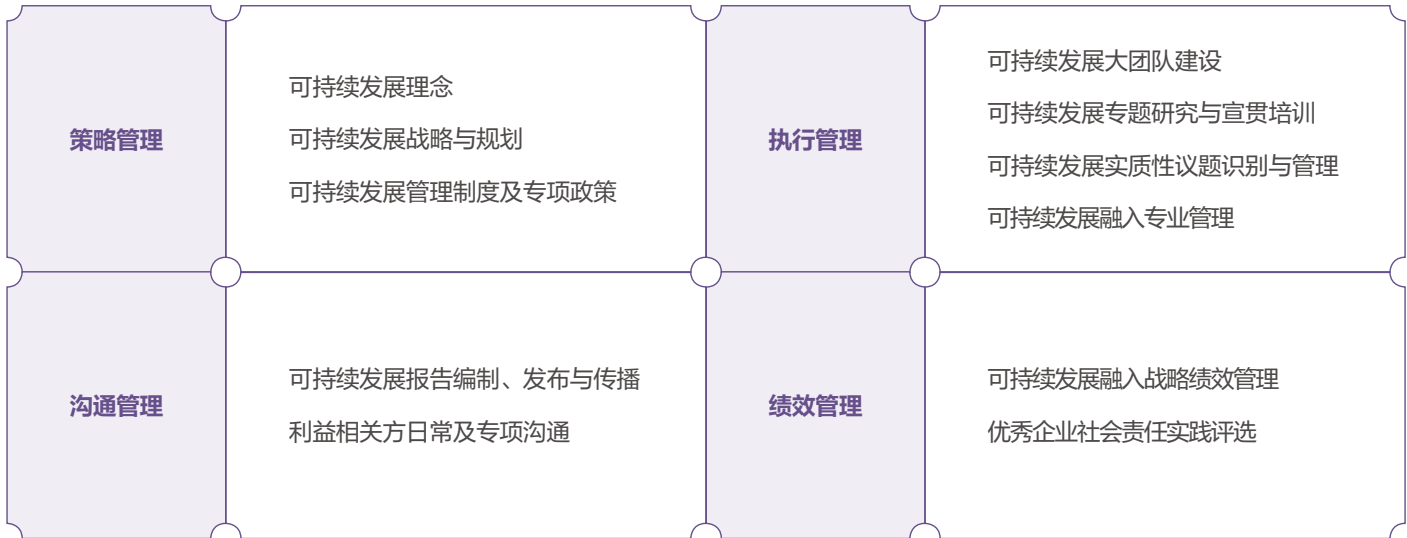 策略管理
可持续发展理念
可持续发展战略与规划
可持续发展管理制度及专项政策
执行管理
可持续发展大团队建设
可持续发展专题研究与宣贯培训
可持续发展实质性议题识别与管理
可持续发展融入专业管理
沟通管理
可持续发展报告编制、发布与传播
利益相关方日常及专项沟通
绩效管理
可持续发展融入战略绩效管理
优秀企业社会责任实践评选